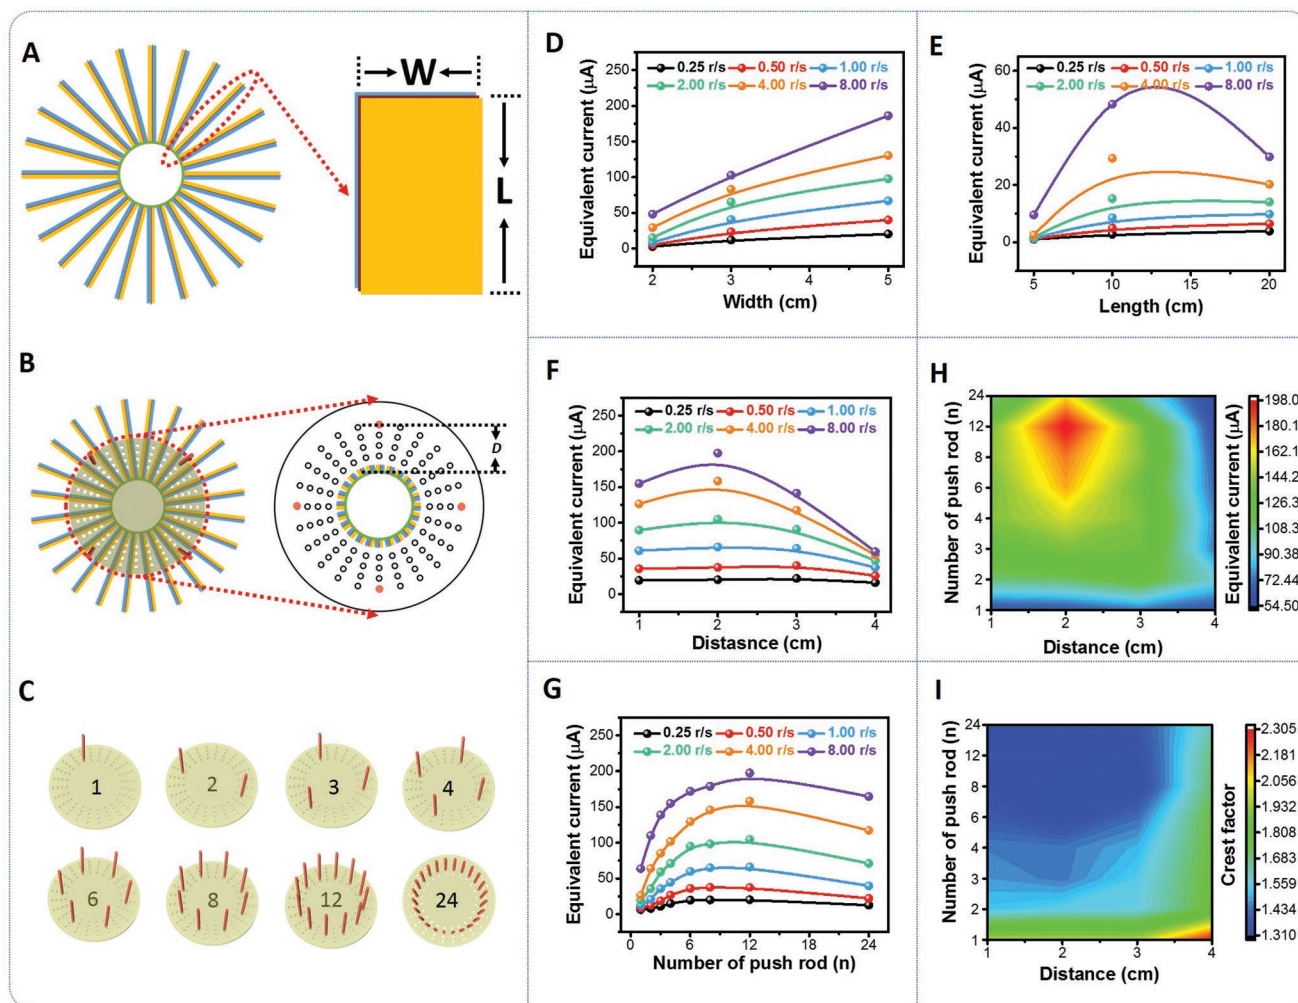 A
W
L
B
D
C
1
2
3
4
6
8
12
24
D
0.25 r/s 0.50 r/s 1.00 r/s
2.00 r/s 4.00 r/s 8.00 r/s
Equivalent current (μA)
250
200
150
100
50
0
2 3 4 5
Width (cm)
E
0.25 r/s 0.50 r/s 1.00 r/s
2.00 r/s 4.00 r/s 8.00 r/s
Equivalent current (μA)
60
40
20
0
5 10 15 20
Length (cm)
F
0.25 r/s 0.50 r/s 1.00 r/s
2.00 r/s 4.00 r/s 8.00 r/s
Equivalent current (μA)
250
200
150
100
50
0
1 2 3 4
Distasnce (cm)
H
Number of push rod (n)
24
12
8
6
4
3
2
1
1 2 3 4
Distance (cm)
Equivalent current (μA)
198.0
180.1
162.1
144.2
126.3
108.3
90.38
72.44
54.50
G
0.25 r/s 0.50 r/s 1.00 r/s
2.00 r/s 4.00 r/s 8.00 r/s
Equivalent current (μA)
250
200
150
100
50
0
0 6 12 18 24
Number of push rod (n)
I
Number of push rod (n)
24
12
8
6
4
3
2
1
1 2 3 4
Distance (cm)
Crest factor
2.305
2.181
2.056
1.932
1.808
1.683
1.559
1.434
1.310